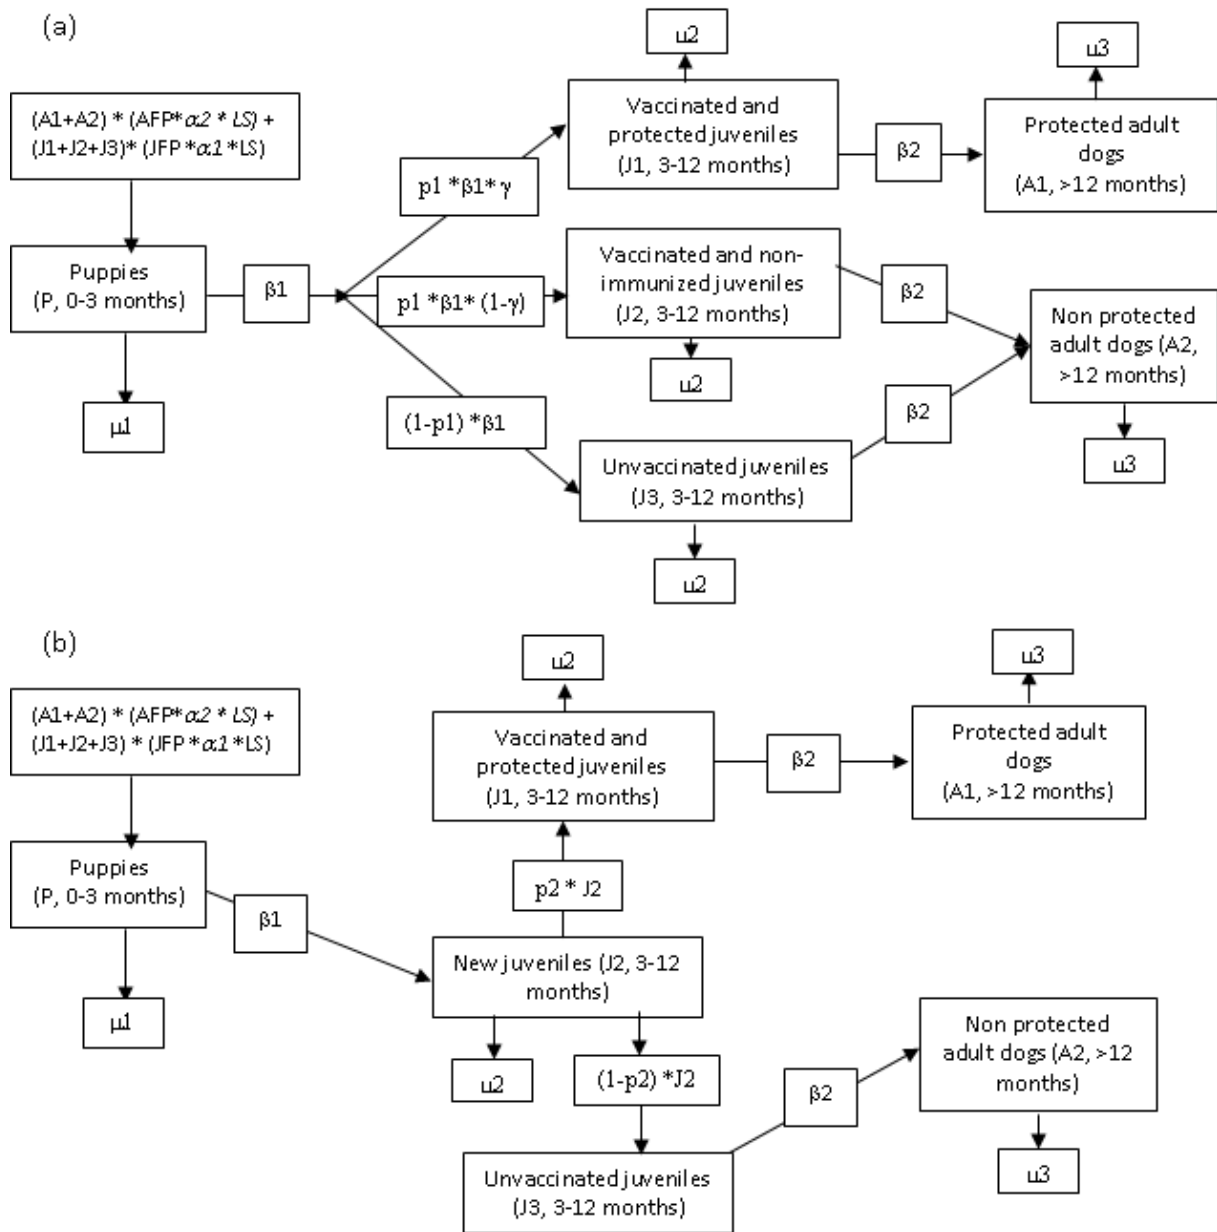 (a)
(A1+A2) * (AFP*α2 * LS) +
(J1+J2+J3)* (JFP *α1 *LS)
Puppies
(P, 0-3 months)
μ1
β1
p1 *β1* γ
p1 *β1* (1-γ)
(1-p1) *β1
u2
Vaccinated and
protected juveniles
(J1, 3-12 months)
Vaccinated and non-
immunized juveniles
(J2, 3-12 months)
u2
Unvaccinated juveniles
(J3, 3-12 months)
u2
β2
β2
β2
u3
Protected adult
dogs
(A1, >12 months)
Non protected
adult dogs (A2,
>12 months)
u3
(b)
(A1+A2) * (AFP*α2 * LS) +
(J1+J2+J3) * (JFP *α1 *LS)
Puppies
(P, 0-3 months)
μ1
β1
u2
Vaccinated and
protected juveniles
(J1, 3-12 months)
p2 * J2
New juveniles (J2, 3-12
months)
u2
(1-p2) *J2
Unvaccinated juveniles
(J3, 3-12 months)
β2
β2
u3
Protected adult
dogs
(A1, >12 months)
Non protected
adult dogs (A2, >12
months)
u3